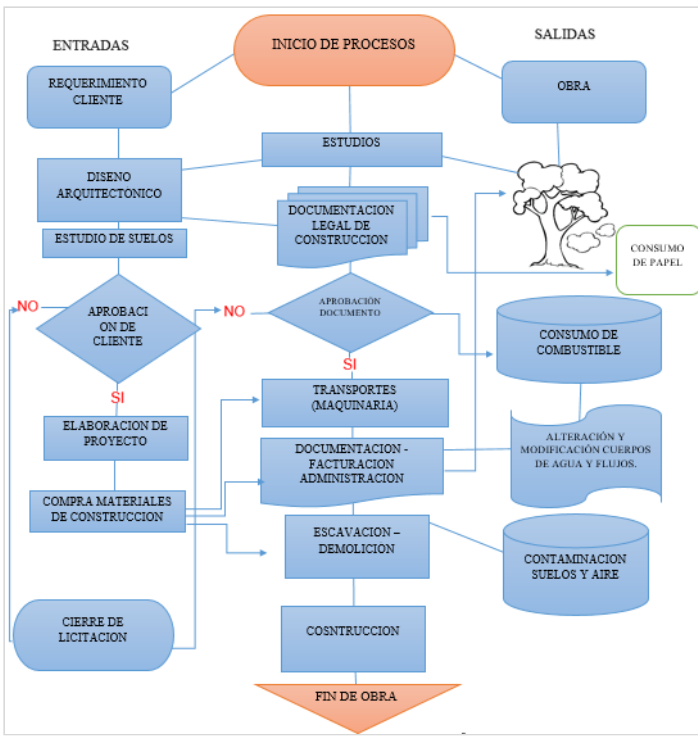 ENTRADAS
INICIO DE PROCESOS
SALIDAS
REQUERIMIENTO
CLIENTE
OBRA
ESTUDIOS
DISENO
ARQUITECTONICO
DOCUMENTACION
LEGAL DE
CONSTRUCCION
ESTUDIO DE SUELOS
CONSUMO
DE PAPEL
NO
APROBACI
ON DE
CLIENTE
NO
APROBACIÓN
DOCUMENTO
CONSUMO DE
COMBUSTIBLE
SI
SI
TRANSPORTES
(MAQUINARIA)
ELABORACION DE
PROYECTO
DOCUMENTACION -
FACTURACION
ADMINISTRACION
ALTERACIÓN Y
MODIFICACIÓN CUERPOS
DE AGUA Y FLUJOS.
COMPRA MATERIALES
DE CONSTRUCCION
ESCAVACION –
DEMOLICION
CONTAMINACION
SUELOS Y AIRE
CIERRE DE
LICITACION
COSNTRUCCION
FIN DE OBRA